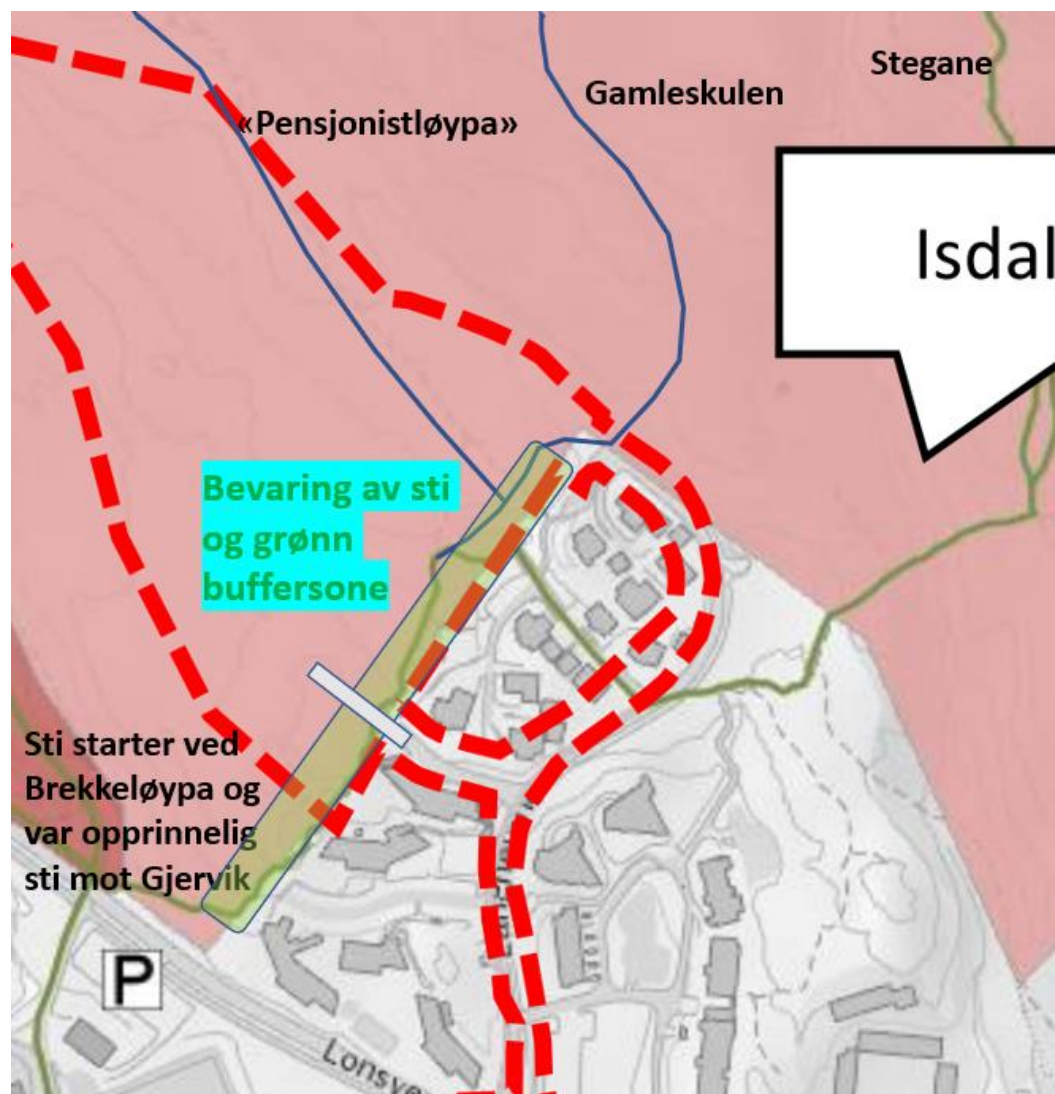 Stegane
Gamleskulen
«Pensjonistløypa»
Isdal
Bevaring av sti
og grønn
buffersone
Sti starter ved
Brekkeløypa og
var opprinnelig
sti mot Gjervik
P
Lonsve